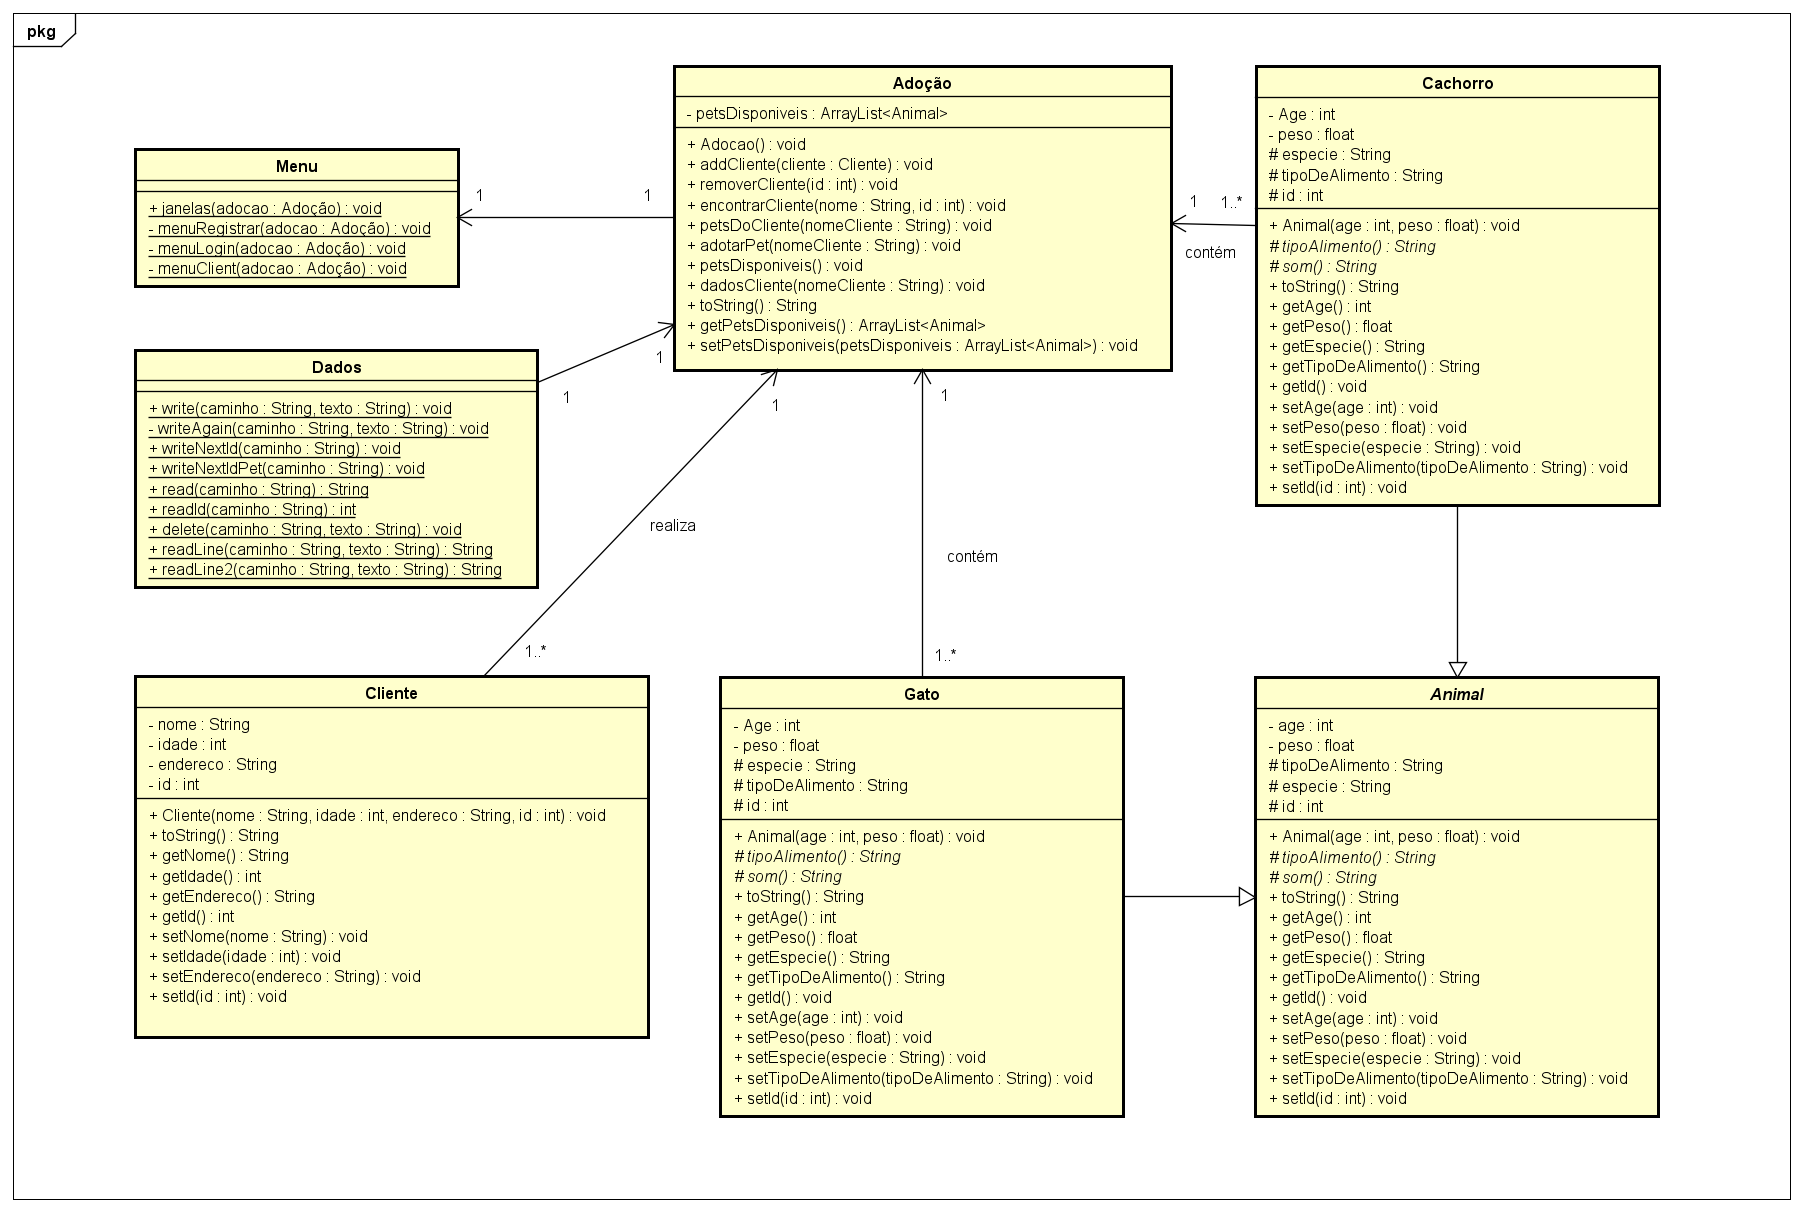 pkg
Menu
+ janelas(adocao : Adoção) : void
- menuRegistrar(adocao : Adoção) : void
- menuLogin(adocao : Adoção) : void
- menuClient(adocao : Adoção) : void
1
1
Adoção
- petsDisponiveis : ArrayList<Animal>
+ Adocao() : void
+ addCliente(cliente : Cliente) : void
+ removerCliente(id : int) : void
+ encontrarCliente(nome : String, id : int) : void
+ petsDoCliente(nomeCliente : String) : void
+ adotarPet(nomeCliente : String) : void
+ petsDisponiveis() : void
+ dadosCliente(nomeCliente : String) : void
+ toString() : String
+ getPetsDisponiveis() : ArrayList<Animal>
+ setPetsDisponiveis(petsDisponiveis : ArrayList<Animal>) : void
1
1..*
contém
Cachorro
- Age : int
- peso : float
# especie : String
# tipoDeAlimento : String
# id : int
+ Animal(age : int, peso : float) : void
# tipoAlimento() : String
# som() : String
+ toString() : String
+ getAge() : int
+ getPeso() : float
+ getEspecie() : String
+ getTipoDeAlimento() : String
+ getId() : void
+ setAge(age : int) : void
+ setPeso(peso : float) : void
+ setEspecie(especie : String) : void
+ setTipoDeAlimento(tipoDeAlimento : String) : void
+ setId(id : int) : void
Dados
+ write(caminho : String, texto : String) : void
- writeAgain(caminho : String, texto : String) : void
+ writeNextId(caminho : String) : void
+ writeNextIdPet(caminho : String) : void
+ read(caminho : String) : String
+ readId(caminho : String) : int
+ delete(caminho : String, texto : String) : void
+ readLine(caminho : String, texto : String) : String
+ readLine2(caminho : String, texto : String) : String
1
1
1
realiza
1..*
1
contém
1..*
Cliente
- nome : String
- idade : int
- endereco : String
- id : int
+ Cliente(nome : String, idade : int, endereco : String, id : int) : void
+ toString() : String
+ getNome() : String
+ getIdade() : int
+ getEndereco() : String
+ getId() : int
+ setNome(nome : String) : void
+ setIdade(idade : int) : void
+ setEndereco(endereco : String) : void
+ setId(id : int) : void
Gato
- Age : int
- peso : float
# especie : String
# tipoDeAlimento : String
# id : int
+ Animal(age : int, peso : float) : void
# tipoAlimento() : String
# som() : String
+ toString() : String
+ getAge() : int
+ getPeso() : float
+ getEspecie() : String
+ getTipoDeAlimento() : String
+ getId() : void
+ setAge(age : int) : void
+ setPeso(peso : float) : void
+ setEspecie(especie : String) : void
+ setTipoDeAlimento(tipoDeAlimento : String) : void
+ setId(id : int) : void
Animal
- age : int
- peso : float
# tipoDeAlimento : String
# especie : String
# id : int
+ Animal(age : int, peso : float) : void
# tipoAlimento() : String
# som() : String
+ toString() : String
+ getAge() : int
+ getPeso() : float
+ getEspecie() : String
+ getTipoDeAlimento() : String
+ getId() : void
+ setAge(age : int) : void
+ setPeso(peso : float) : void
+ setEspecie(especie : String) : void
+ setTipoDeAlimento(tipoDeAlimento : String) : void
+ setId(id : int) : void